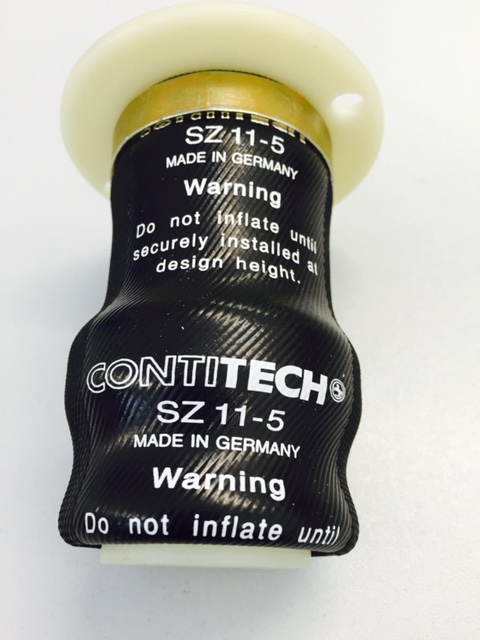 SZ 11-5
MADE IN GERMANY
Warning
Do not inflate until
securely installed at
design height.
CONTITECH
SZ 11-5
MADE IN GERMANY
Warning
Do not inflate until